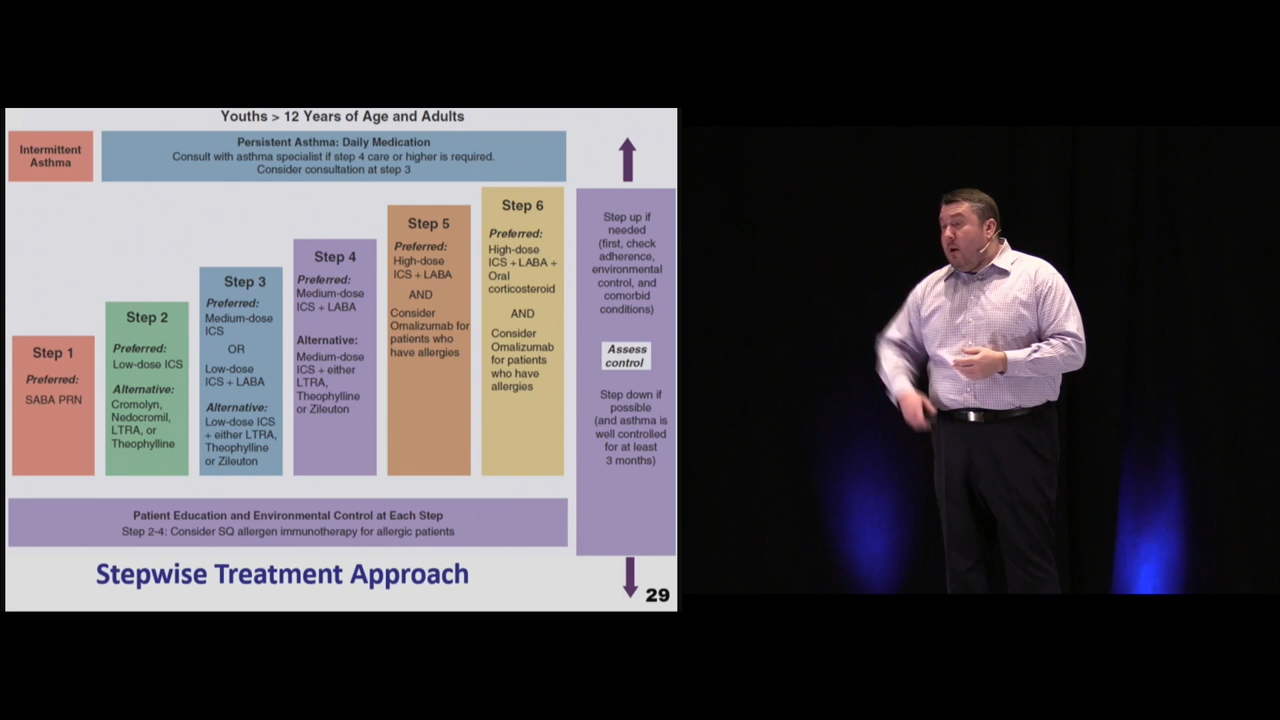 Youths > 12 Years of Age and Adults
Intermittent
Asthma
Persistent Asthma: Daily Medication
Consult with asthma specialist if step 4 care or higher is required.
Consider consultation at step 3
Step 1
Preferred:
SABA PRN
Step 2
Preferred:
Low-dose ICS
Alternative:
Cromolyn,
Nedocromil,
LTRA, or
Theophylline
Step 3
Preferred:
Medium-dose
ICS
OR
Low-dose
ICS + LABA
Alternative:
Low-dose ICS
+ either LTRA,
Theophylline
or Zileuton
Step 4
Preferred:
Medium-dose
ICS + LABA
Alternative:
Medium-dose
ICS + either
LTRA,
Theophylline
or Zileuton
Step 5
Preferred:
High-dose
ICS + LABA
AND
Consider
Omalizumab for
patients who
have allergies
Step 6
Preferred:
High-dose
ICS + LABA +
Oral
corticosteroid
AND
Consider
Omalizumab
for patients
who have
allergies
Step up if
needed
(first, check
adherence,
environmental
control, and
comorbid
conditions)
Assess
control
Step down if
possible
(and asthma is
well controlled
for at least
3 months)
Patient Education and Environmental Control at Each Step
Step 2-4: Consider SQ allergen immunotherapy for allergic patients
Stepwise Treatment Approach
29